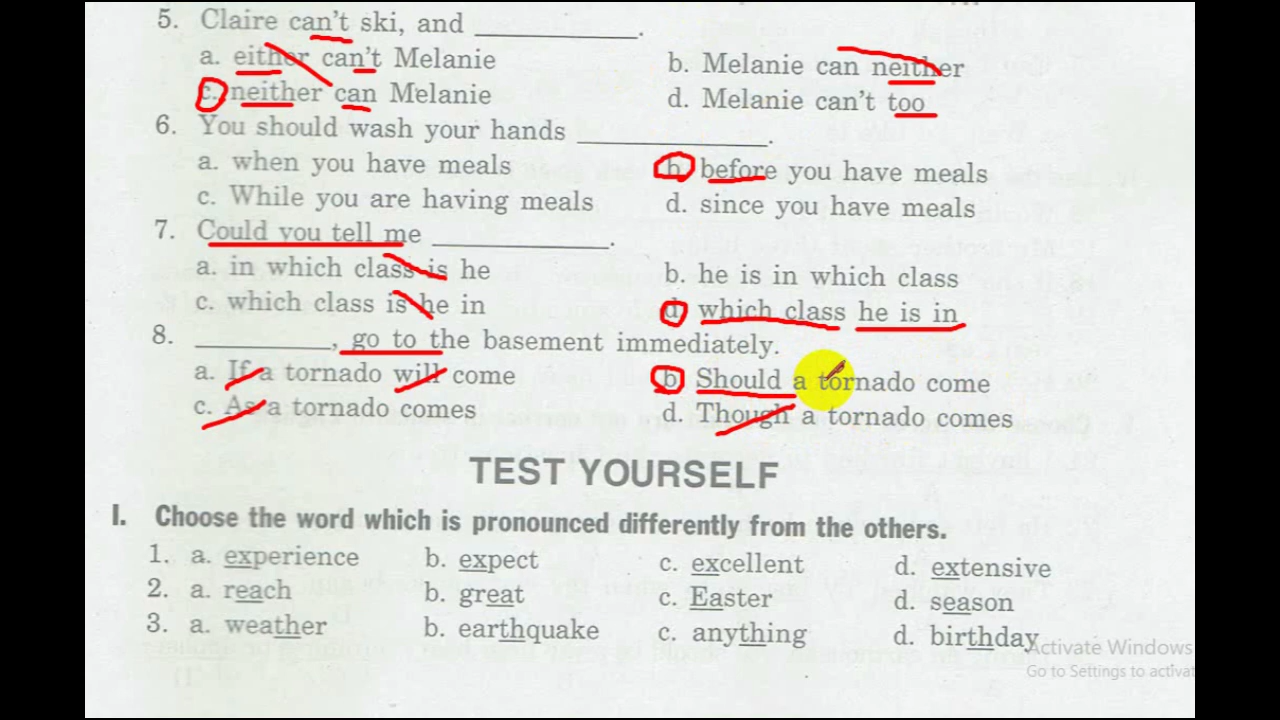 5. Claire can't ski, and ___________.
a. either can't Melanie b. Melanie can neither
c. neither can Melanie d. Melanie can't too
6. You should wash your hands _____________.
a. when you have meals b. before you have meals
c. While you are having meals d. since you have meals
7. Could you tell me ____________.
a. in which class is he b. he is in which class
c. which class is he in d. which class he is in
8. _________, go to the basement immediately.
a. If a tornado will come b. Should a tornado come
c. As a tornado comes d. Though a tornado comes
TEST YOURSELF
I. Choose the word which is pronounced differently from the others.
1. a. experience b. expect c. excellent d. extensive
2. a. reach b. great c. Easter d. season
3. a. weather b. earthquake c. anything d. birthday
Activate Windows
Go to Settings to activat